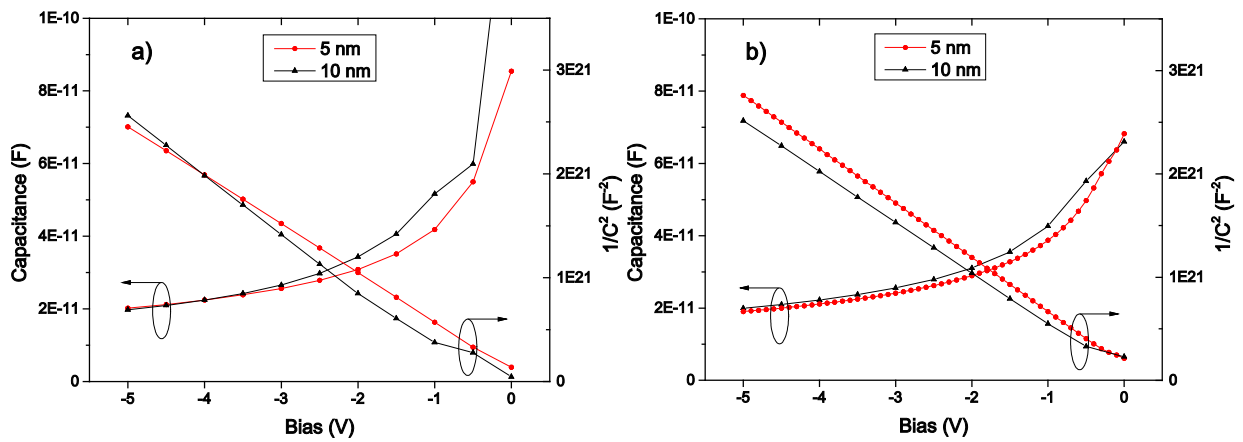 a)
5 nm
10 nm
Capacitance (F)
1E-10
8E-11
6E-11
4E-11
2E-11
0
1/C² (F⁻²)
3E21
2E21
1E21
0
-5 -4 -3 -2 -1 0
Bias (V)
b)
5 nm
10 nm
Capacitance (F)
1E-10
8E-11
6E-11
4E-11
2E-11
0
1/C² (F⁻²)
3E21
2E21
1E21
0
-5 -4 -3 -2 -1 0
Bias (V)